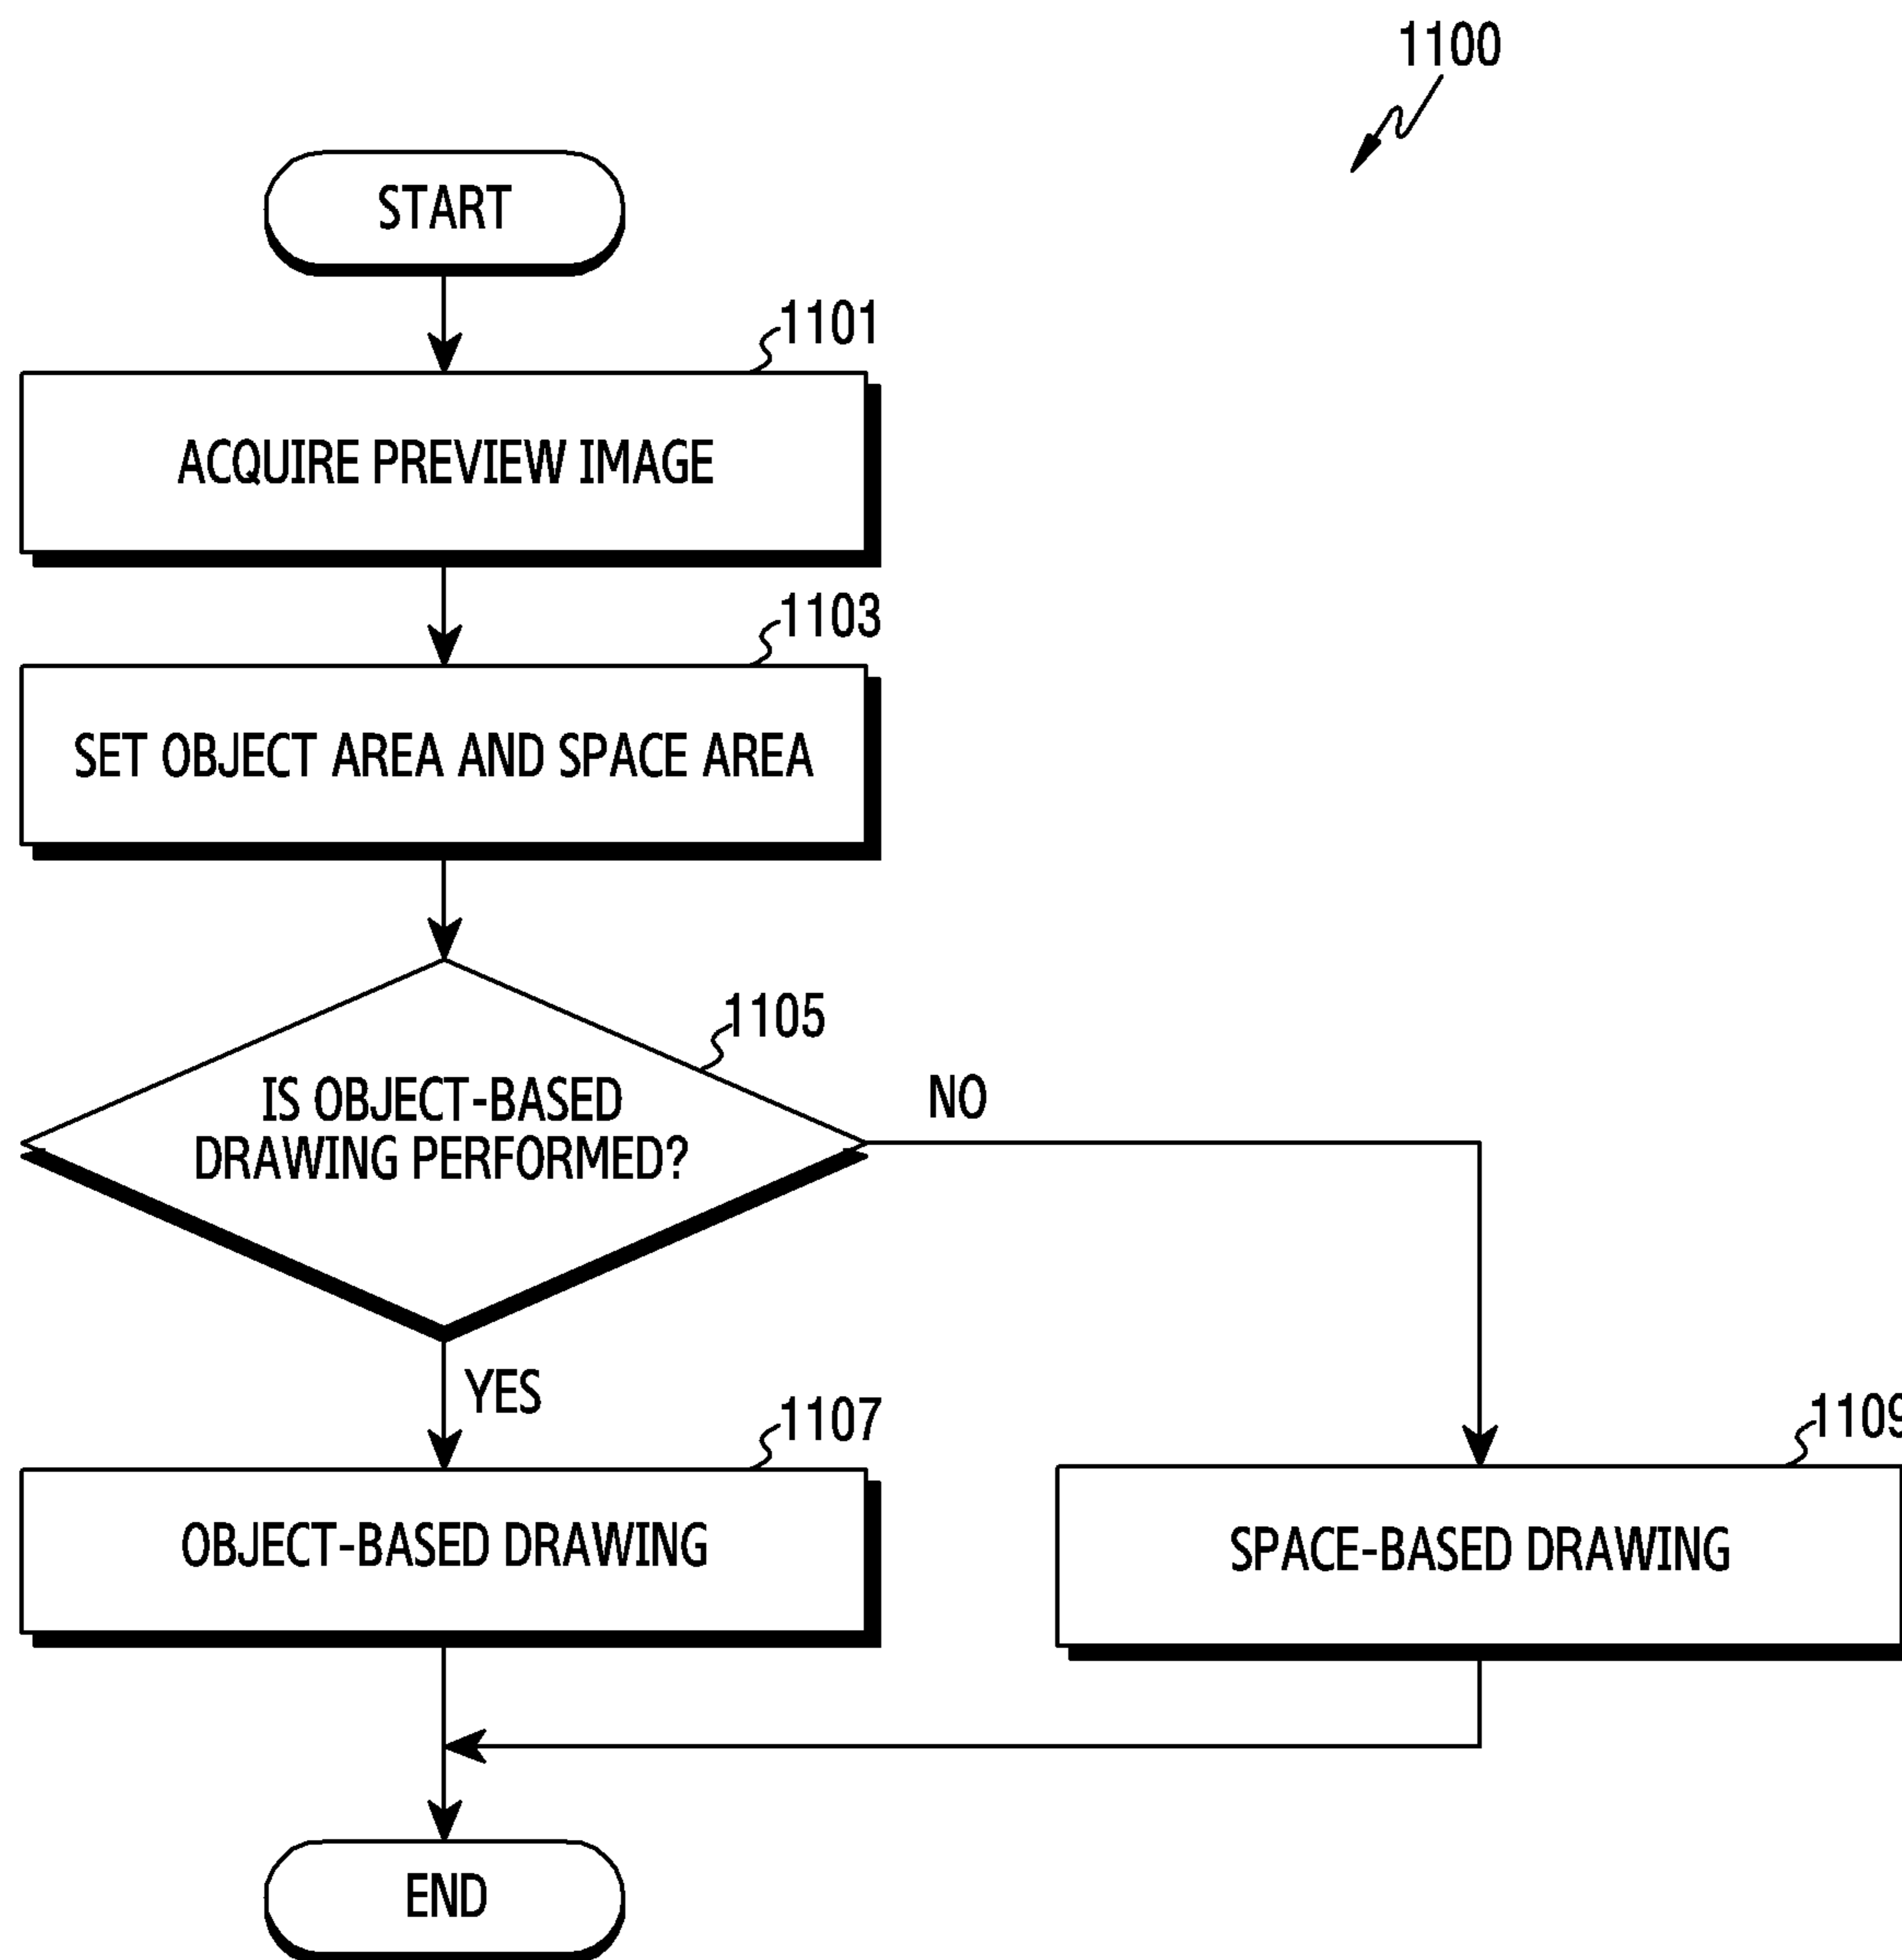 1100
START
1101
ACQUIRE PREVIEW IMAGE
1103
SET OBJECT AREA AND SPACE AREA
1105
IS OBJECT-BASED
DRAWING PERFORMED?
NO
YES
1107
OBJECT-BASED DRAWING
1109
SPACE-BASED DRAWING
END